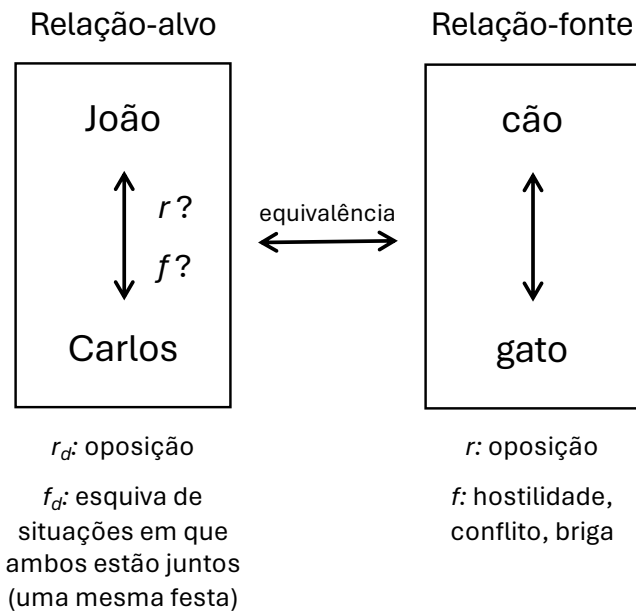 Relação-alvo
João
r ?
f ?
Carlos
r_d: oposição
f_d: esquiva de
situações em que
ambos estão juntos
(uma mesma festa)
equivalência
Relação-fonte
cão
gato
r: oposição
f: hostilidade,
conflito, briga